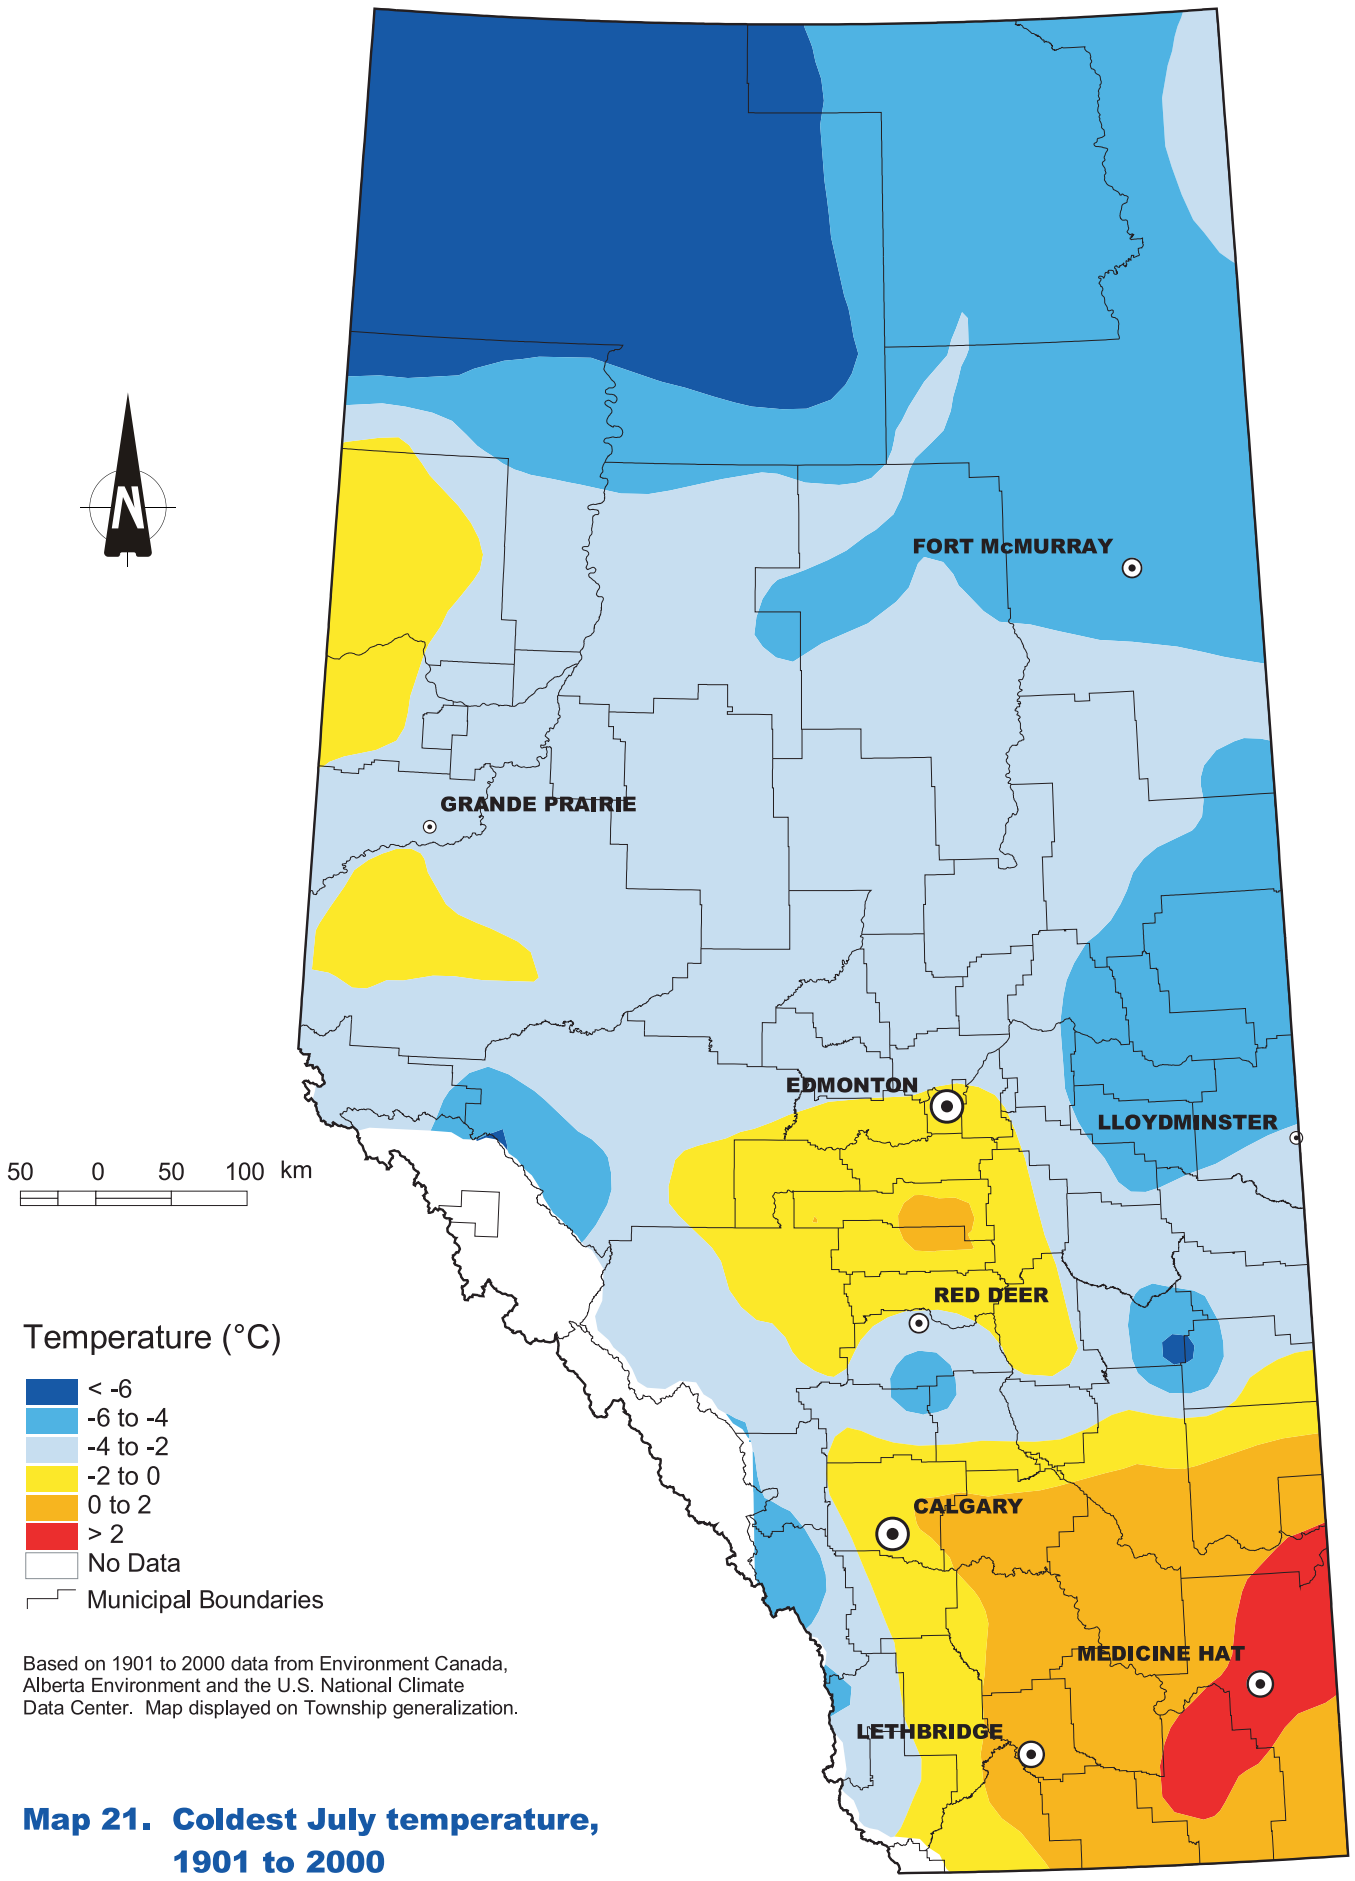 N
FORT McMURRAY
GRANDE PRAIRIE
EDMONTON
LLOYDMINSTER
50 0 50 100 km
RED DEER
Temperature (°C)
< -6
-6 to -4
-4 to -2
-2 to 0
0 to 2
> 2
No Data
Municipal Boundaries
CALGARY
MEDICINE HAT
LETHBRIDGE
Based on 1901 to 2000 data from Environment Canada,
Alberta Environment and the U.S. National Climate
Data Center. Map displayed on Township generalization.
Map 21. Coldest July temperature,
1901 to 2000